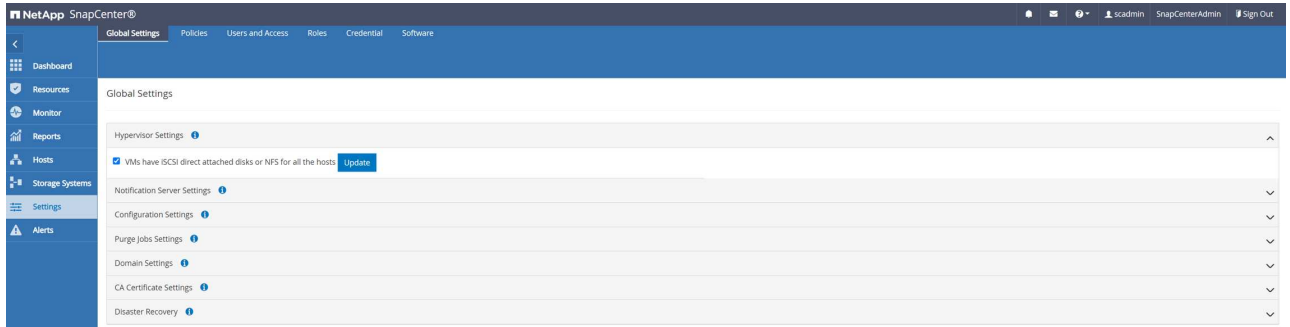 NetApp SnapCenter®
scadmin SnapCenterAdmin Sign Out
Global Settings Policies Users and Access Roles Credential Software
Dashboard
Resources
Monitor
Reports
Hosts
Storage Systems
Settings
Alerts
Global Settings
Hypervisor Settings
VMs have iSCSI direct attached disks or NFS for all the hosts Update
Notification Server Settings
Configuration Settings
Purge Jobs Settings
Domain Settings
CA Certificate Settings
Disaster Recovery